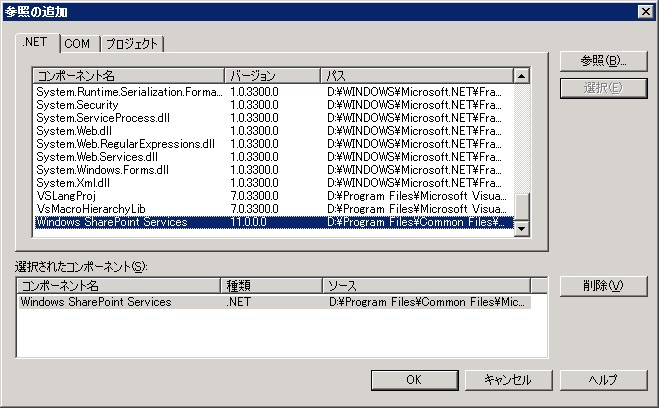 参照の追加
.NET COM プロジェクト
参照(B)...
選択(E)
コンポーネント名 バージョン パス
System.Runtime.Serialization.Forma... 1.0.3300.0 D:¥WINDOWS¥Microsoft.NET¥Fra...
System.Security 1.0.3300.0 D:¥WINDOWS¥Microsoft.NET¥Fra...
System.ServiceProcess.dll 1.0.3300.0 D:¥WINDOWS¥Microsoft.NET¥Fra...
System.Web.dll 1.0.3300.0 D:¥WINDOWS¥Microsoft.NET¥Fra...
System.Web.RegularExpressions.dll 1.0.3300.0 D:¥WINDOWS¥Microsoft.NET¥Fra...
System.Web.Services.dll 1.0.3300.0 D:¥WINDOWS¥Microsoft.NET¥Fra...
System.Windows.Forms.dll 1.0.3300.0 D:¥WINDOWS¥Microsoft.NET¥Fra...
System.Xml.dll 1.0.3300.0 D:¥WINDOWS¥Microsoft.NET¥Fra...
VSLangProj 7.0.3300.0 D:¥Program Files¥Microsoft Visua...
VsMacroHierarchyLib 7.0.3300.0 D:¥Program Files¥Microsoft Visua...
Windows SharePoint Services 11.0.0.0 D:¥Program Files¥Common Files¥...
選択されたコンポーネント(S):
コンポーネント名 種類 ソース
Windows SharePoint Services .NET D:¥Program Files¥Common Files¥Mic...
削除(V)
OK キャンセル ヘルプ